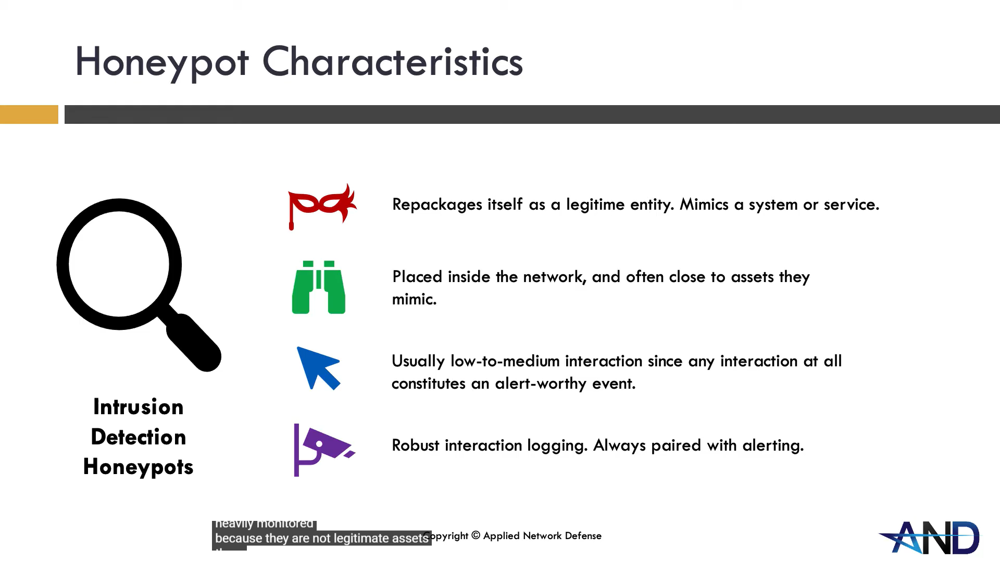 Honeypot Characteristics
Repackages itself as a legitime entity. Mimics a system or service.
Placed inside the network, and often close to assets they
mimic.
Usually low-to-medium interaction since any interaction at all
constitutes an alert-worthy event.
Robust interaction logging. Always paired with alerting.
Intrusion
Detection
Honeypots
heavily monitored
because they are not legitimate assets
Copyright © Applied Network Defense
AND